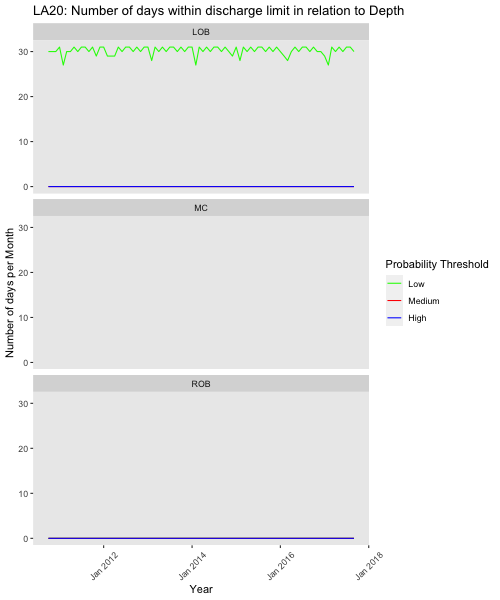 LA20: Number of days within discharge limit in relation to Depth
LOB
30
20
10
0
MC
30
20
10
0
ROB
30
20
10
0
Number of days per Month
Jan 2012
Jan 2014
Jan 2016
Jan 2018
Year
Probability Threshold
Low
Medium
High